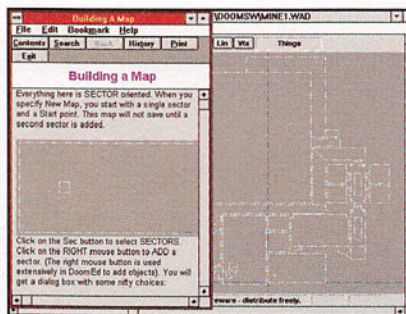 Building A Map
File Edit Bookmark Help
Contents Search Back History Print
Exit
Building a Map
Everything here is SECTOR oriented. When you
specify New Map, you start with a single sector
and a Start point. This map will not save until a
second sector is added.
Click on the Sec button to select SECTORS.
Click on the RIGHT mouse button to ADD a
sector. (The right mouse button is used
extensively in DoomEd to add objects). You will
get a dialog box with some nifty choices:
E\DOOMSW\MINE1.WAD
Lin Vtx Things
eware - distribute freely.